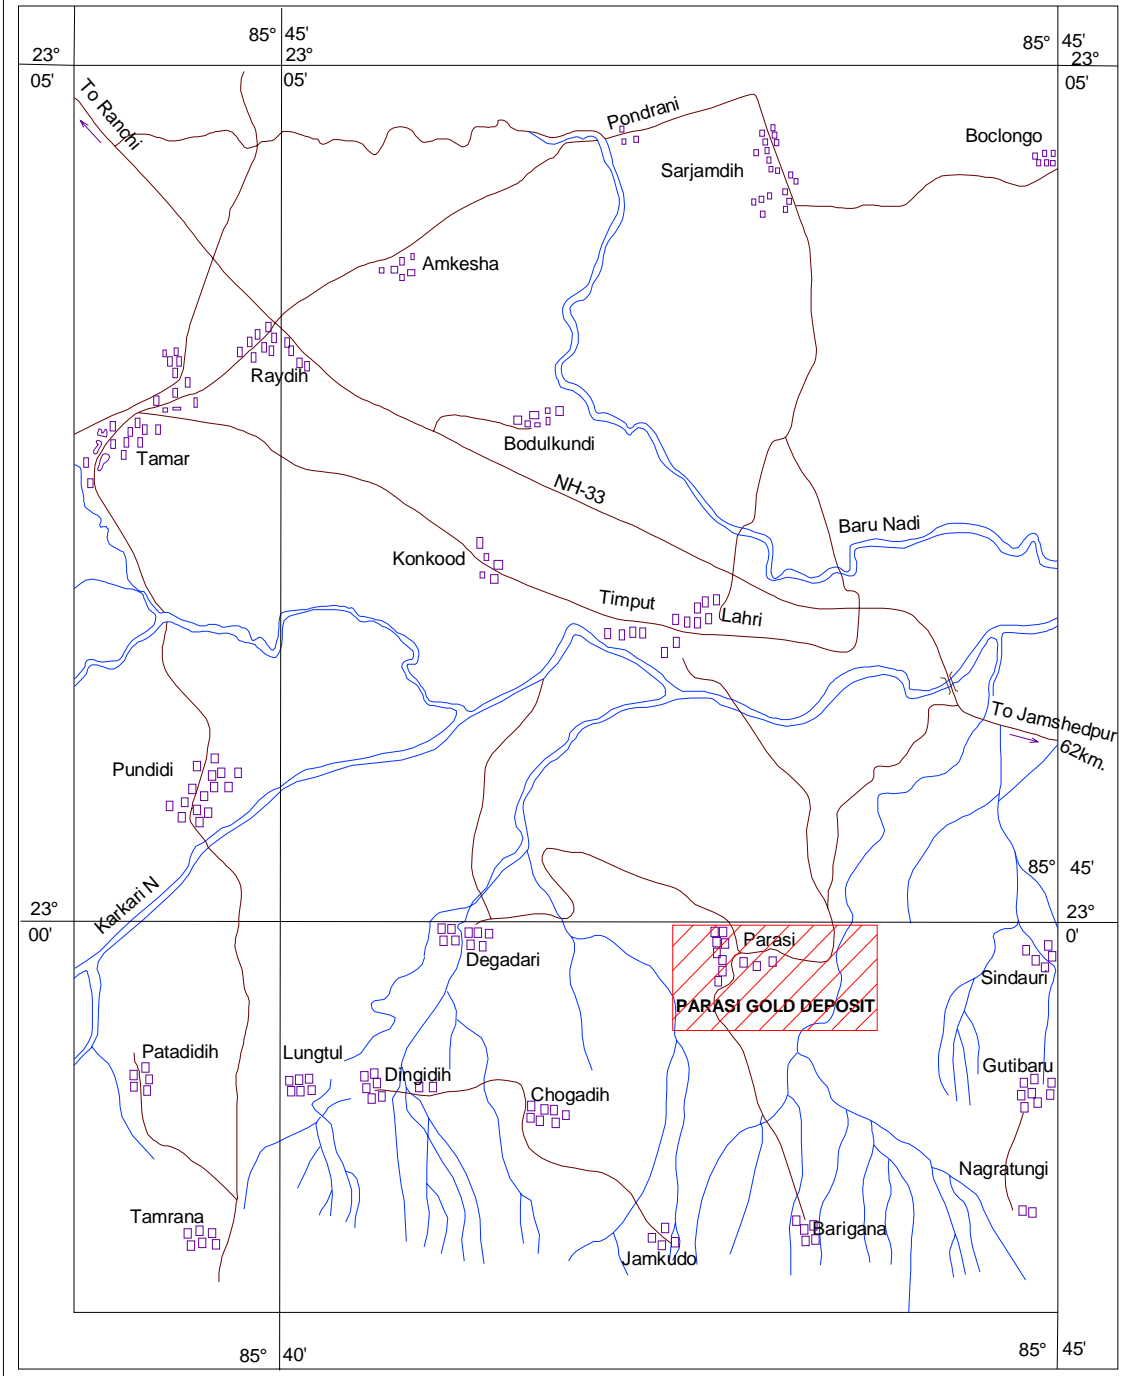 85° 45'
85° 45'
23° 23°
23°
05' 05'
05'
To Ranchi
Pondrani
Boclongo
Sarjamdih
Amkesha
Raydih
Bodulkundi
Tamar
NH-33
Baru Nadi
Konkood
Timput
Lahri
To Jamshedpur
62km.
Pundidi
85° 45'
Karkari N
23°
00'
23°
0'
Parasi
Degadari
Sindauri
PARASI GOLD DEPOSIT
Patadidih
Lungtul
Dingidih
Gutibaru
Chogadih
Nagratungi
Tamrana
Barigana
Jamkudo
85° 40'
85° 45'